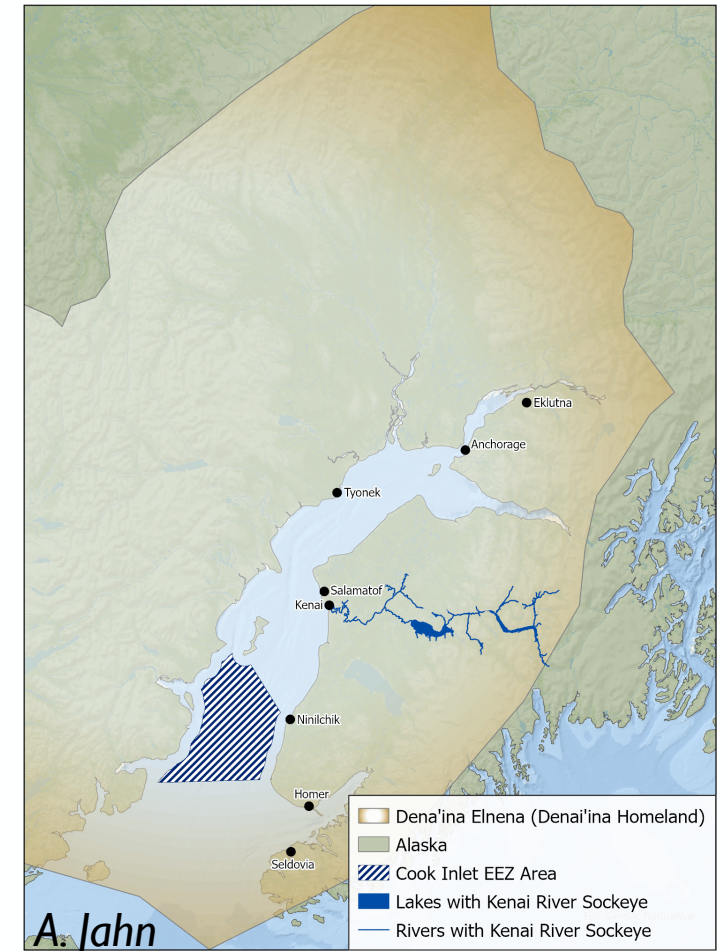 Eklutna
Anchorage
Tyonek
Salamatof
Kenai
Ninilchik
Homer
Seldovia
Dena'ina Elnena (Denai'ina Homeland)
Alaska
Cook Inlet EEZ Area
Lakes with Kenai River Sockeye
Rivers with Kenai River Sockeye
A. Jahn